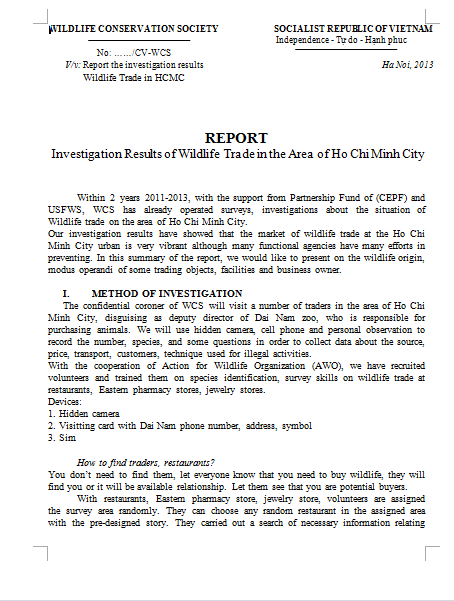 WILDLIFE CONSERVATION SOCIETY
SOCIALIST REPUBLIC OF VIETNAM
Independence - Tự do - Hạnh phuc
No: ....../CV-WCS
V/v: Report the investigation results
Wildlife Trade in HCMC
Ha Noi, 2013
REPORT
Investigation Results of Wildlife Trade in the Area of Ho Chi Minh City
Within 2 years 2011-2013, with the support from Partnership Fund of (CEPF) and
USFWS, WCS has already operated surveys, investigations about the situation of
Wildlife trade on the area of Ho Chi Minh City.
Our investigation results have showed that the market of wildlife trade at the Ho Chi
Minh City urban is very vibrant although many functional agencies have many efforts in
preventing. In this summary of the report, we would like to present on the wildlife origin,
modus operandi of some trading objects, facilities and business owner.
I. METHOD OF INVESTIGATION
The confidential coroner of WCS will visit a number of traders in the area of Ho Chi
Minh City, disguising as deputy director of Dai Nam zoo, who is responsible for
purchasing animals. We will use hidden camera, cell phone and personal observation to
record the number, species, and some questions in order to collect data about the source,
price, transport, customers, technique used for illegal activities.
With the cooperation of Action for Wildlife Organization (AWO), we have recruited
volunteers and trained them on species identification, survey skills on wildlife trade at
restaurants, Eastern pharmacy stores, jewelry stores.
Devices:
1. Hidden camera
2. Visitting card with Dai Nam phone number, address, symbol
3. Sim
How to find traders, restaurants?
You don't need to find them, let everyone know that you need to buy wildlife, they will
find you or it will be available relationship. Let them see that you are potential buyers.
With restaurants, Eastern pharmacy store, jewelry store, volunteers are assigned
the survey area randomly. They can choose any random restaurant in the assigned area
with the pre-designed story. They carried out a search of necessary information relating